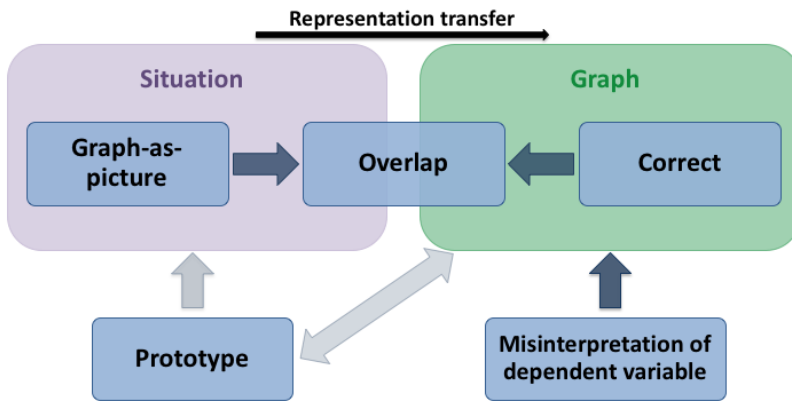 Representation transfer
Situation
Graph
Graph-as-
picture
Overlap
Correct
Prototype
Misinterpretation of
dependent variable